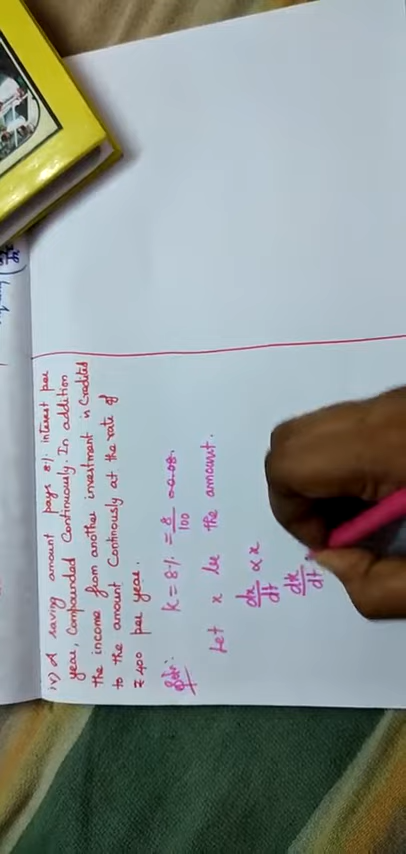 iv) A saving amount pays 8% interest per
year, Compounded Continuously. In addition
the income from another investment is Credited
to the amount Continously at the rate of
₹ 400 per year.
Soln:
K = 8% = 8/100 = 0.08.
Let x be the amount.
dx/dt ∝ x
dx/dt